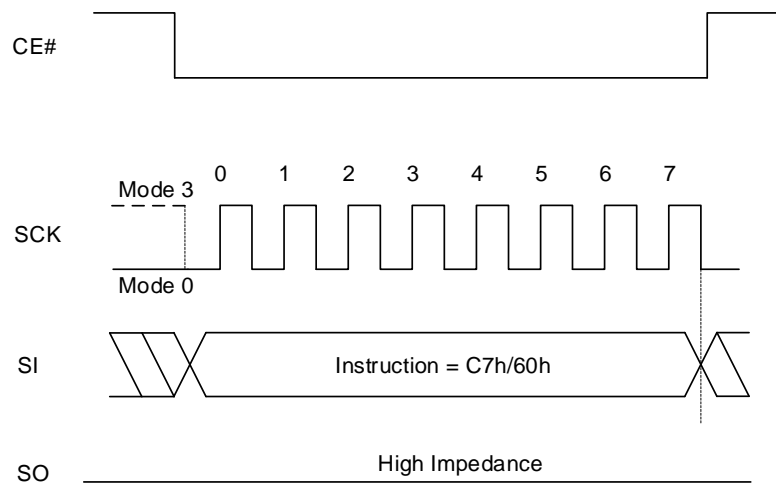 CE#
0 1 2 3 4 5 6 7
Mode 3
SCK
Mode 0
SI
Instruction = C7h/60h
High Impedance
SO